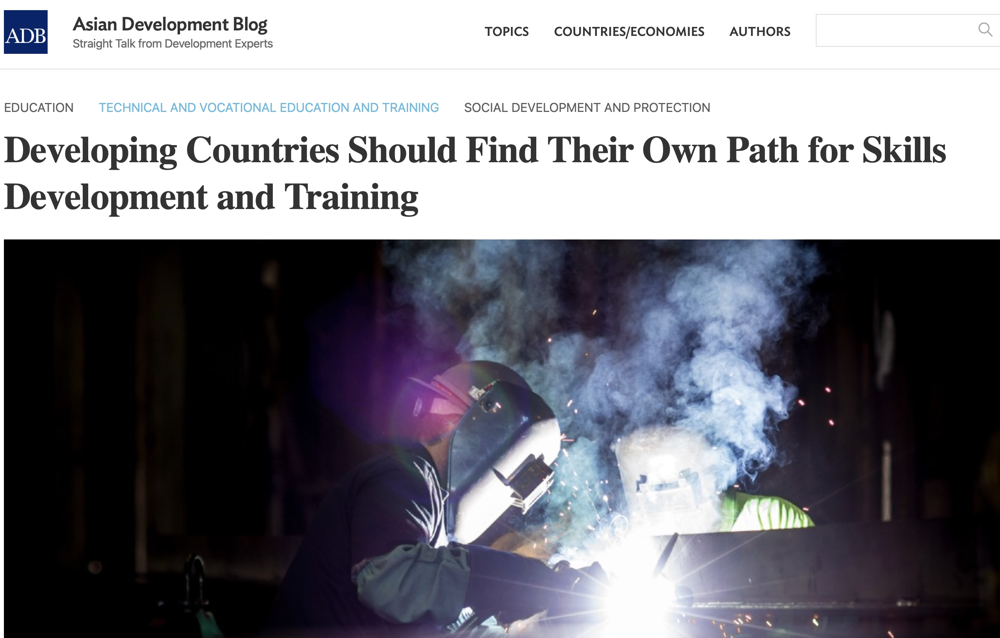 ADB
Asian Development Blog
Straight Talk from Development Experts
TOPICS COUNTRIES/ECONOMIES AUTHORS
EDUCATION TECHNICAL AND VOCATIONAL EDUCATION AND TRAINING SOCIAL DEVELOPMENT AND PROTECTION
Developing Countries Should Find Their Own Path for Skills
Development and Training